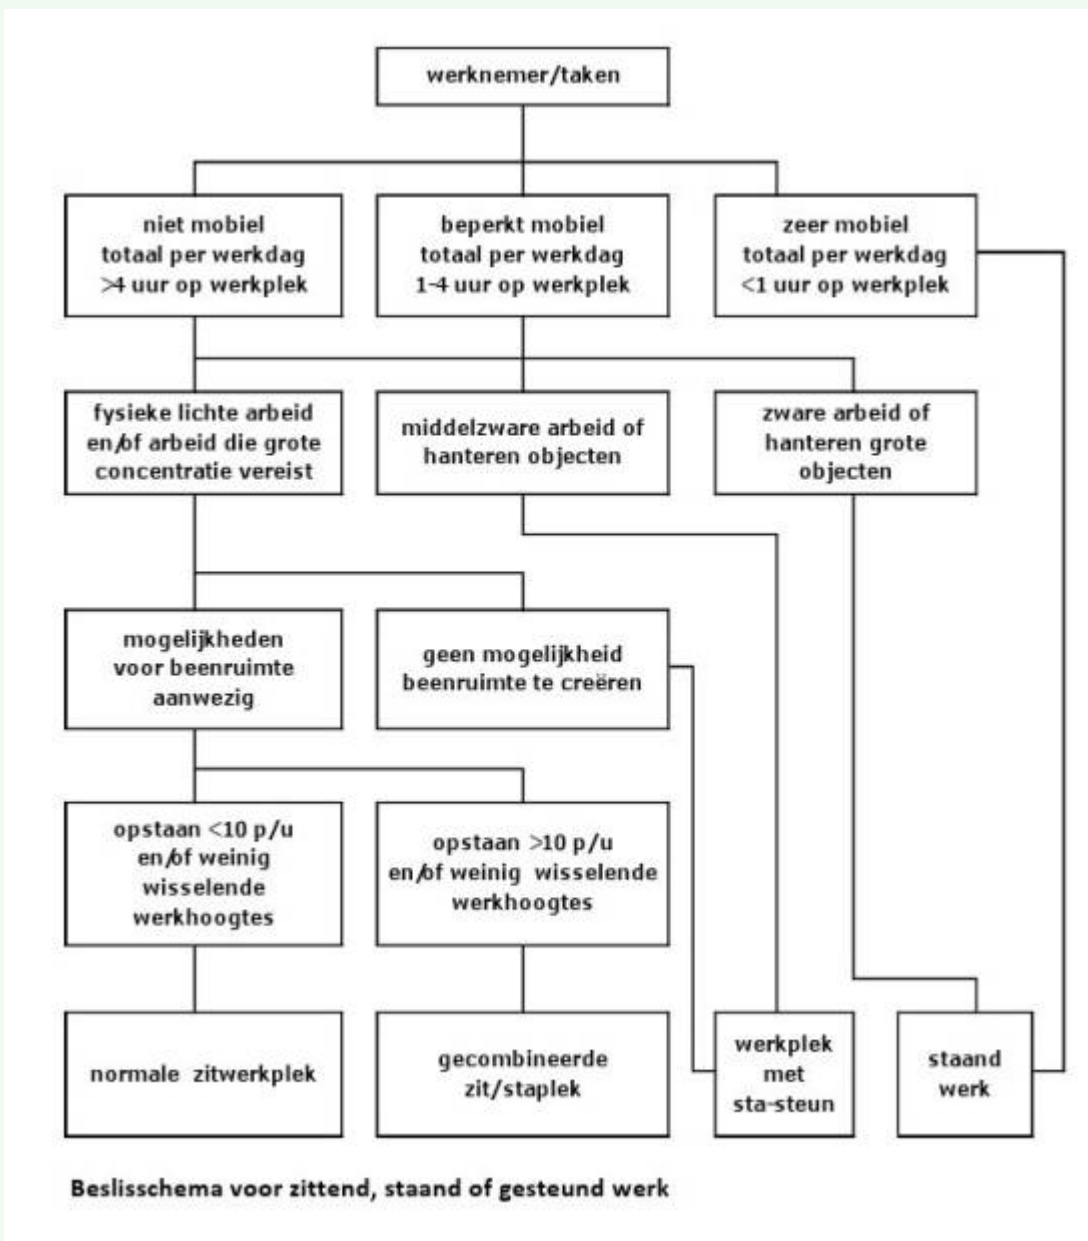 werknemer/taken
niet mobiel
totaal per werkdag
>4 uur op werkplek
beperkt mobiel
totaal per werkdag
1-4 uur op werkplek
zeer mobiel
totaal per werkdag
<1 uur op werkplek
fysieke lichte arbeid
en/of arbeid die grote
concentratie vereist
middelzware arbeid of
hanteren objecten
zware arbeid of
hanteren grote
objecten
mogelijkheden
voor beenruimte
aanwezig
geen mogelijkheid
beenruimte te creëren
opstaan <10 p/u
en/of weinig
wisselende
werkhoogtes
opstaan >10 p/u
en/of weinig wisselende
werkhoogtes
normale zitwerkplek
gecombineerde
zit/staplek
werkplek
met
sta-steun
staand
werk
Beslisschema voor zittend, staand of gesteund werk